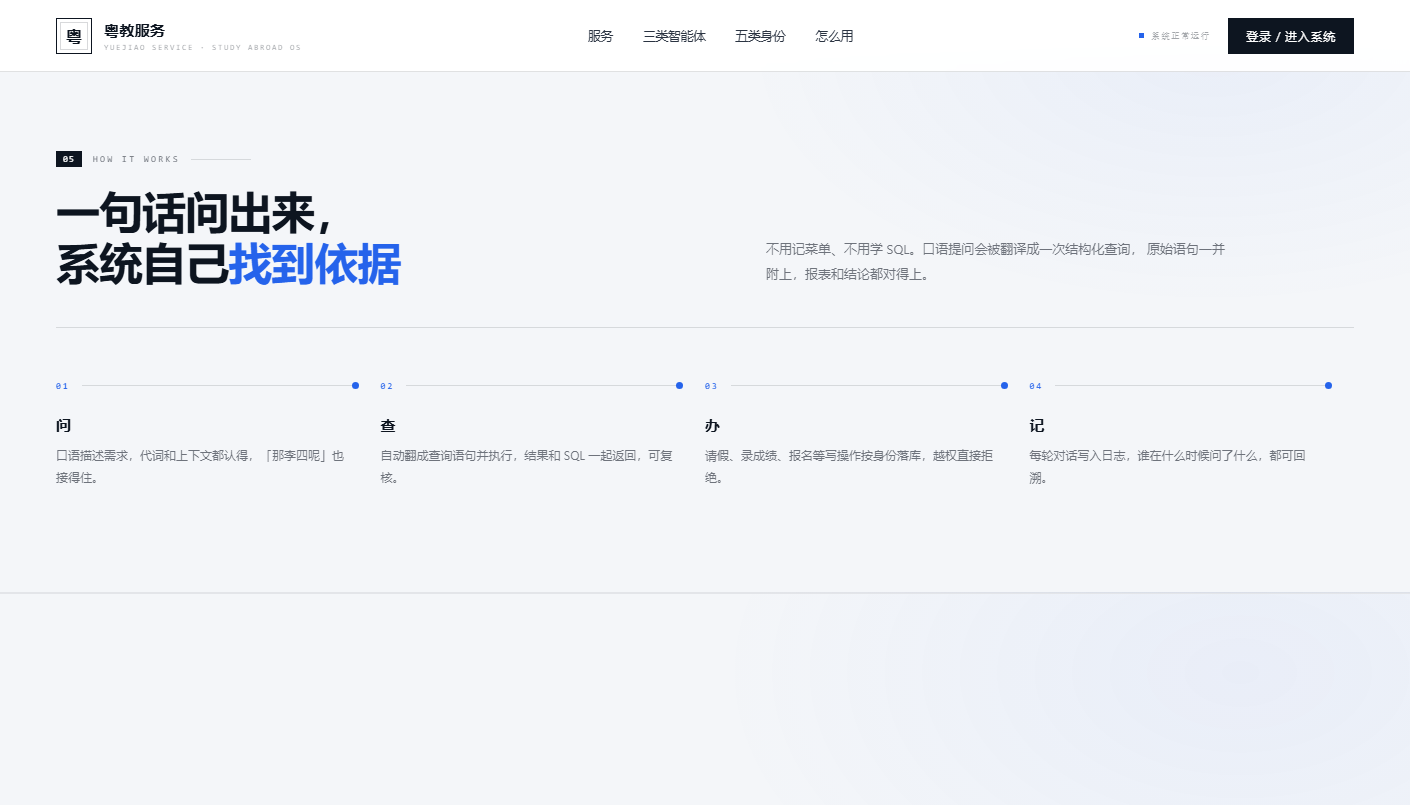 粤
粤教服务
YUEJIAO SERVICE · STUDY ABROAD OS
服务
三类智能体
五类身份
怎么用
系统正常运行
登录 / 进入系统
05
HOW IT WORKS
一句话问出来，
系统自己找到依据
不用记菜单、不用学 SQL。口语提问会被翻译成一次结构化查询， 原始语句一并
附上，报表和结论都对得上。
01
问
口语描述需求，代词和上下文都认得，「那李四呢」也
接得住。
02
查
自动翻成查询语句并执行，结果和 SQL 一起返回，可复
核。
03
办
请假、录成绩、报名等写操作按身份落库，越权直接拒
绝。
04
记
每轮对话写入日志，谁在什么时候问了什么，都可回
溯。